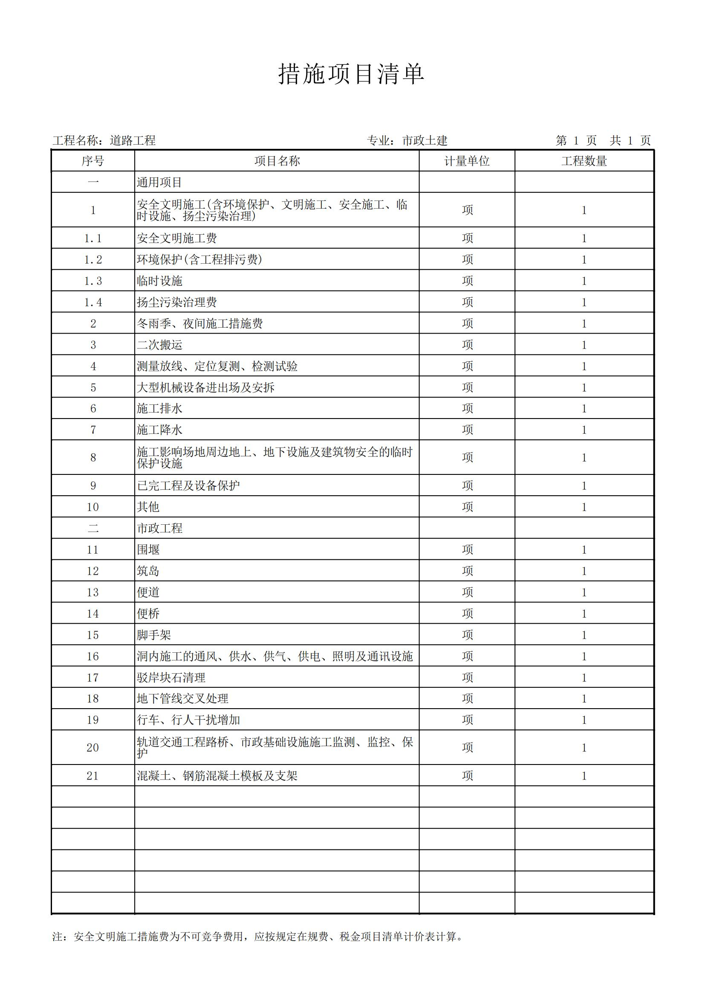 措施项目清单
工程名称：道路工程 专业：市政土建 第 1 页 共 1 页
序号 项目名称 计量单位 工程数量
一 通用项目
1 安全文明施工(含环境保护、文明施工、安全施工、临 项 1
时设施、扬尘污染治理)
1.1 安全文明施工费 项 1
1.2 环境保护(含工程排污费) 项 1
1.3 临时设施 项 1
1.4 扬尘污染治理费 项 1
2 冬雨季、夜间施工措施费 项 1
3 二次搬运 项 1
4 测量放线、定位复测、检测试验 项 1
5 大型机械设备进出场及安拆 项 1
6 施工排水 项 1
7 施工降水 项 1
8 施工影响场地周边地上、地下设施及建筑物安全的临时 项 1
保护设施
9 已完工程及设备保护 项 1
10 其他 项 1
二 市政工程
11 围堰 项 1
12 筑岛 项 1
13 便道 项 1
14 便桥 项 1
15 脚手架 项 1
16 洞内施工的通风、供水、供气、供电、照明及通讯设施 项 1
17 驳岸块石清理 项 1
18 地下管线交叉处理 项 1
19 行车、行人干扰增加 项 1
20 轨道交通工程路桥、市政基础设施施工监测、监控、保 项 1
护
21 混凝土、钢筋混凝土模板及支架 项 1
注：安全文明施工措施费为不可竞争费用，应按规定在规费、税金项目清单计价表计算。